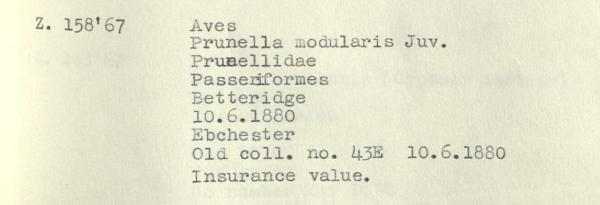 Z. 158'67 Aves
Prunella modularis Juv.
Prunellidae
Passeriformes
Betteridge
10.6.1880
Ebchester
Old coll. no. 43E 10.6.1880
Insurance value.